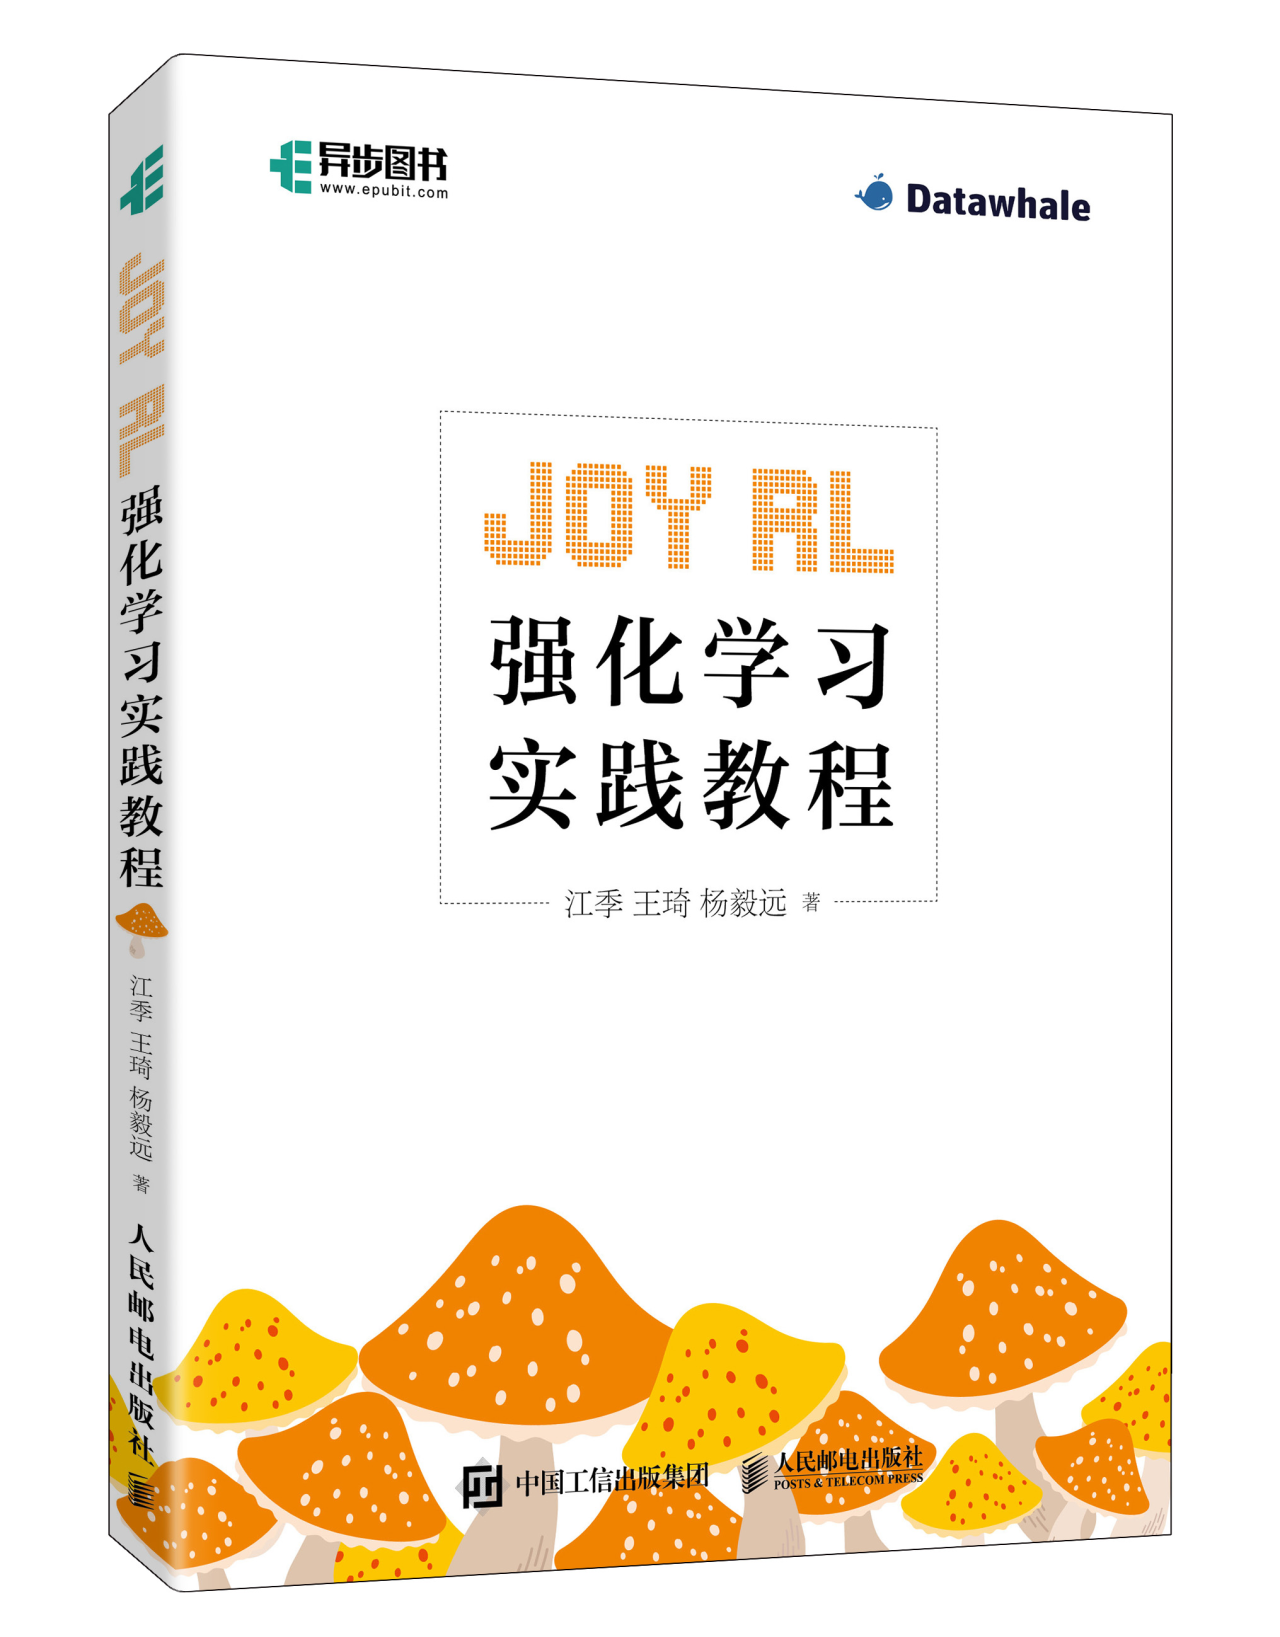 异步图书
www.epubit.com
Datawhale
JOY RL
强化学习
实践教程
江季 王琦 杨毅远 著
中国工信出版集团
人民邮电出版社
POSTS & TELECOM PRESS
JOY RL 强化学习实践教程
江季 王琦 杨毅远 著
人民邮电出版社